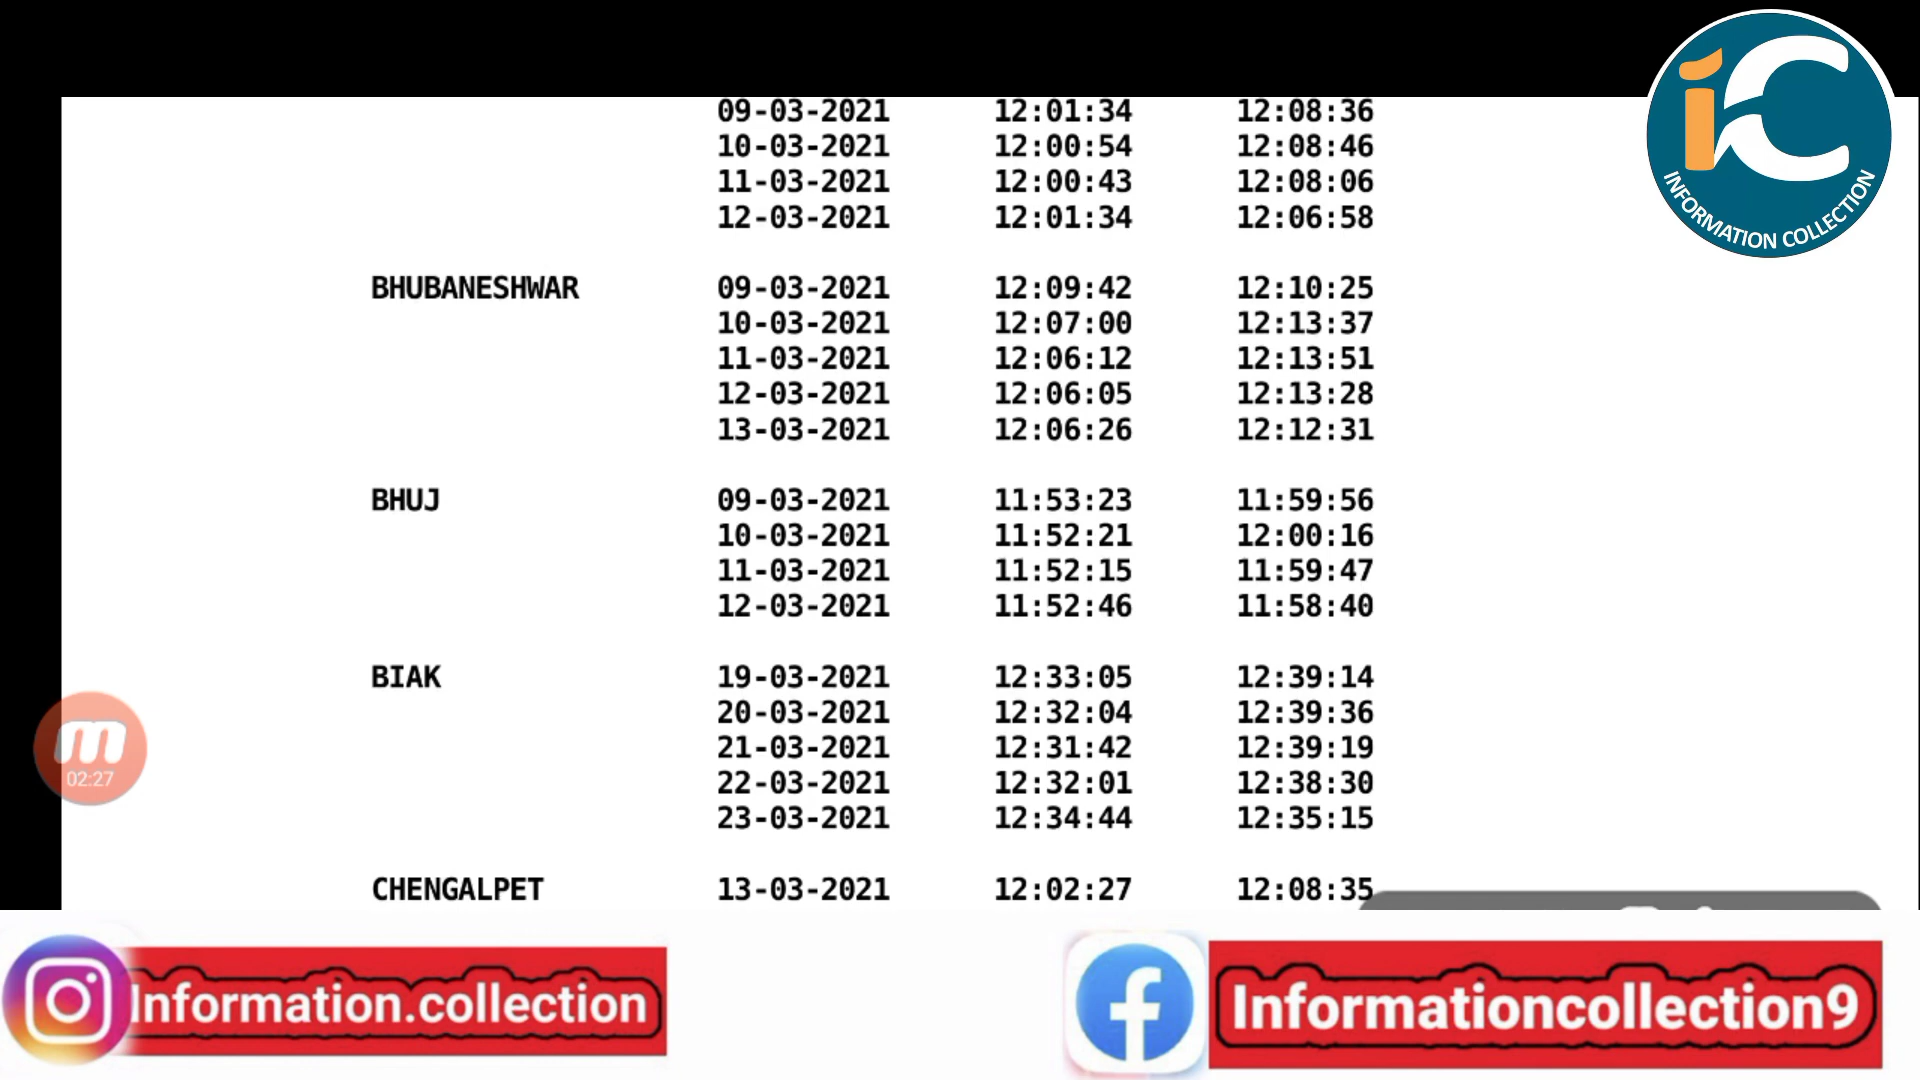 09-03-2021 12:01:34 12:08:36
10-03-2021 12:00:54 12:08:46
11-03-2021 12:00:43 12:08:06
12-03-2021 12:01:34 12:06:58
BHUBANESHWAR 09-03-2021 12:09:42 12:10:25
10-03-2021 12:07:00 12:13:37
11-03-2021 12:06:12 12:13:51
12-03-2021 12:06:05 12:13:28
13-03-2021 12:06:26 12:12:31
BHUJ 09-03-2021 11:53:23 11:59:56
10-03-2021 11:52:21 12:00:16
11-03-2021 11:52:15 11:59:47
12-03-2021 11:52:46 11:58:40
BIAK 19-03-2021 12:33:05 12:39:14
20-03-2021 12:32:04 12:39:36
21-03-2021 12:31:42 12:39:19
22-03-2021 12:32:01 12:38:30
23-03-2021 12:34:44 12:35:15
CHENGALPET 13-03-2021 12:02:27 12:08:35
iC
INFORMATION COLLECTION
m
02:27
Information.collection
f
Informationcollection9